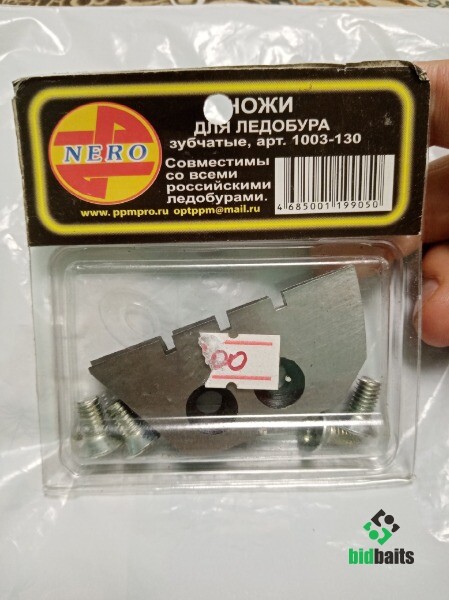 НОЖИ
ДЛЯ ЛЕДОБУРА
зубчатые, арт. 1003-130
NERO
Совместимы
со всеми
российскими
ледобурами.
www.ppmpro.ru optppm@mail.ru
4 685001 199050
00
bidbaits